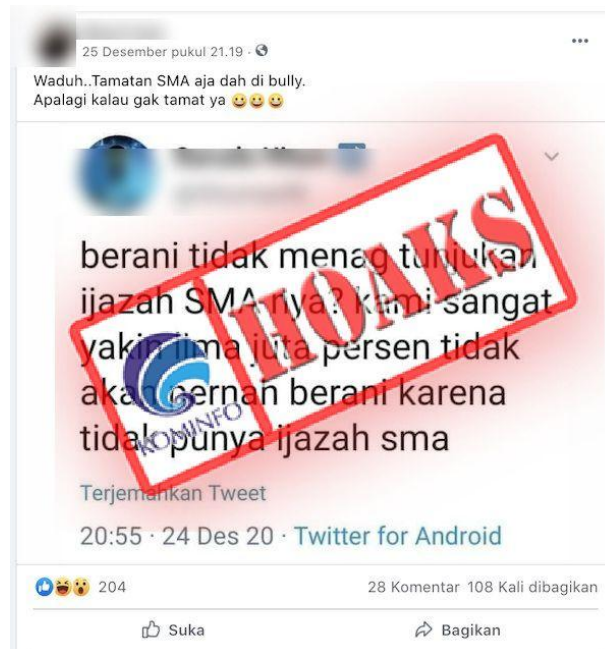 25 Desember pukul 21.19 ·
Waduh..Tamatan SMA aja dah di bully.
Apalagi kalau gak tamat ya 😀😀😀
berani tidak menag tunjukan
ijazah SMA nya? kami sangat
yakin lima juta persen tidak
akan pernah berani karena
tidak punya ijazah sma
HOAKS
KOMINFO
Terjemahkan Tweet
20:55 · 24 Des 20 · Twitter for Android
204
28 Komentar 108 Kali dibagikan
Suka
Bagikan